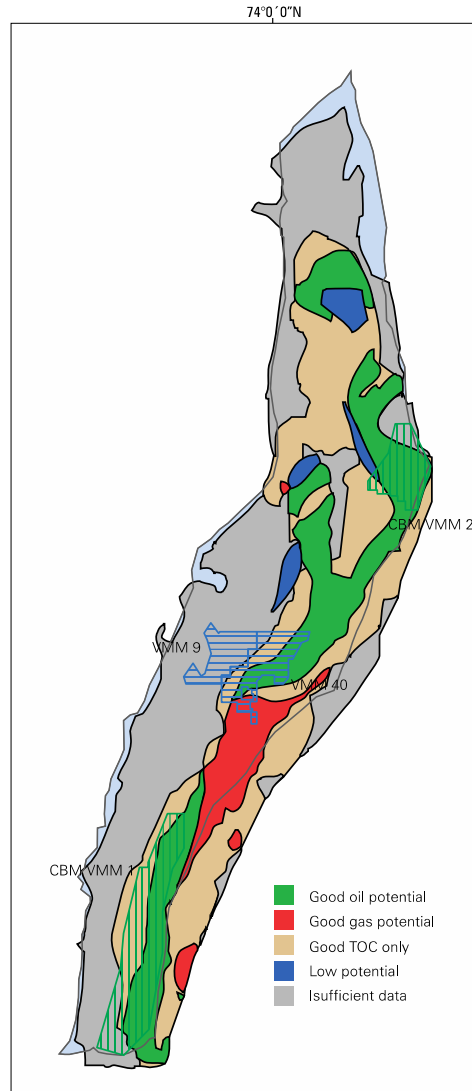 74°0´0"N
CBM VMM 2
VMM 9
VMM 40
CBM VMM 1
Good oil potential
Good gas potential
Good TOC only
Low potential
Isufficient data